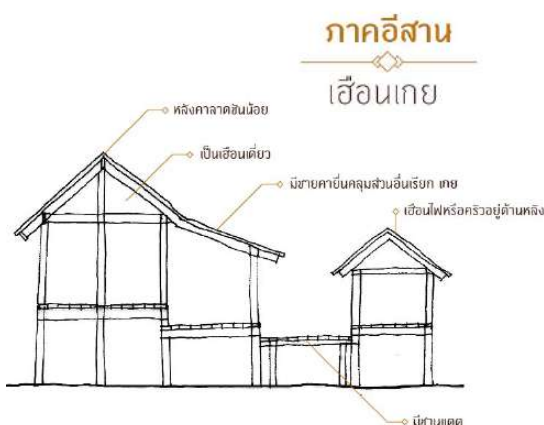 ภาคอีสาน
เฮือนเกย
หลังคาลาดชันน้อย
เป็นเฮือนเดี่ยว
มีชายคายื่นคลุมส่วนอื่นเรียก เกย
เฮือนไฟหรือครัวอยู่ด้านหลัง
มีชานแดด